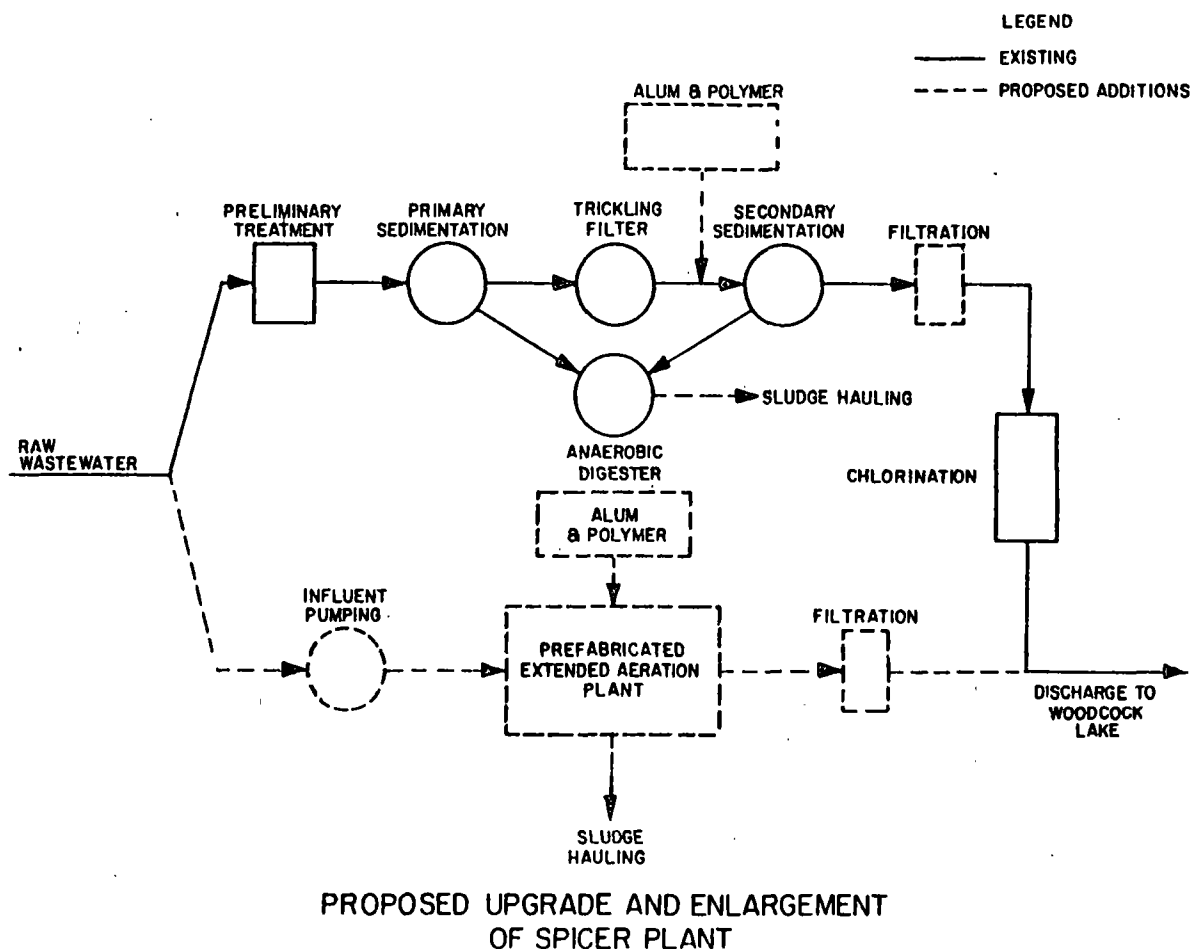 LEGEND
EXISTING
PROPOSED ADDITIONS
ALUM & POLYMER
PRELIMINARY
TREATMENT
PRIMARY
SEDIMENTATION
TRICKLING
FILTER
SECONDARY
SEDIMENTATION
FILTRATION
SLUDGE HAULING
ANAEROBIC
DIGESTER
RAW
WASTEWATER
CHLORINATION
ALUM
& POLYMER
INFLUENT
PUMPING
PREFABRICATED
EXTENDED AERATION
PLANT
FILTRATION
DISCHARGE TO
WOODCOCK
LAKE
SLUDGE
HAULING
PROPOSED UPGRADE AND ENLARGEMENT
OF SPICER PLANT